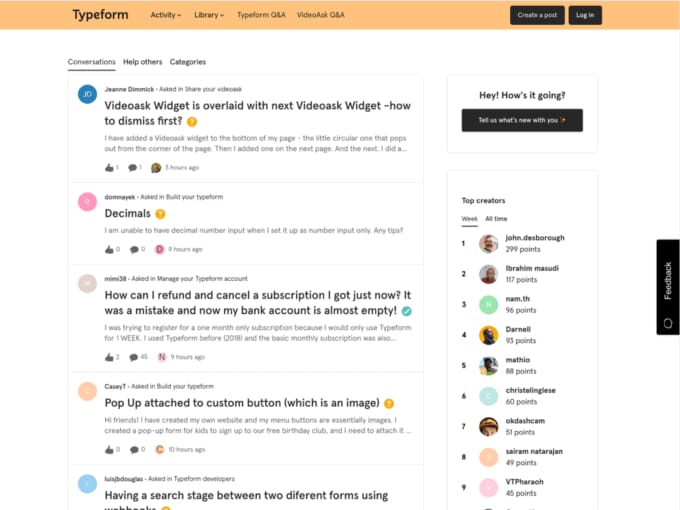 Typeform
Activity
Library
Typeform Q&A
VideoAsk Q&A
Create a post
Log in
Conversations
Help others
Categories
JD
Jeanne Dimmick - Asked in Share your videoask
Videoask Widget is overlaid with next Videoask Widget -how
to dismiss first?
I have added a Videoask widget to the bottom of my page - the little circular one that pops
out from the corner of the page. Then I added one on the next page. And the next. I did a...
1
1
3 hours ago
D
domnayek - Asked in Build your typeform
Decimals
I am unable to have decimal number input when I set it up as number input only. Any tips?
0
0
D
9 hours ago
M
mimi38 - Asked in Manage your Typeform account
How can I refund and cancel a subscription I got just now? It
was a mistake and now my bank account is almost empty!
I was trying to register for a one month only subscription because I would only use Typeform
for 1 WEEK. I used Typeform before (2018) and the basic monthly subscription was also...
2
45
N
9 hours ago
C
CaseyT - Asked in Build your typeform
Pop Up attached to custom button (which is an image)
Hi friends! I have created my own website and my menu buttons are essentially images. I
created a pop-up form for kids to sign up to our free birthday club, and I need to attach it ...
0
0
C
10 hours ago
L
luisjbdouglas - Asked in Typeform developers
Having a search stage between two diferent forms using
webhooks
Hey! How's it going?
Tell us what's new with you
Top creators
Week
All time
1
john.desborough
299 points
2
Ibrahim masudi
117 points
3
N
nam.th
96 points
4
Darnell
93 points
5
mathio
88 points
6
C
christelinglese
60 points
7
okdashcam
51 points
8
S
sairam natarajan
49 points
9
V
VTPharaoh
45 points
Feedback